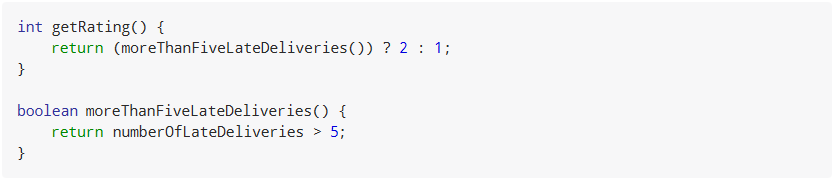 int getRating() {
    return (moreThanFiveLateDeliveries()) ? 2 : 1;
}

boolean moreThanFiveLateDeliveries() {
    return numberOfLateDeliveries > 5;
}